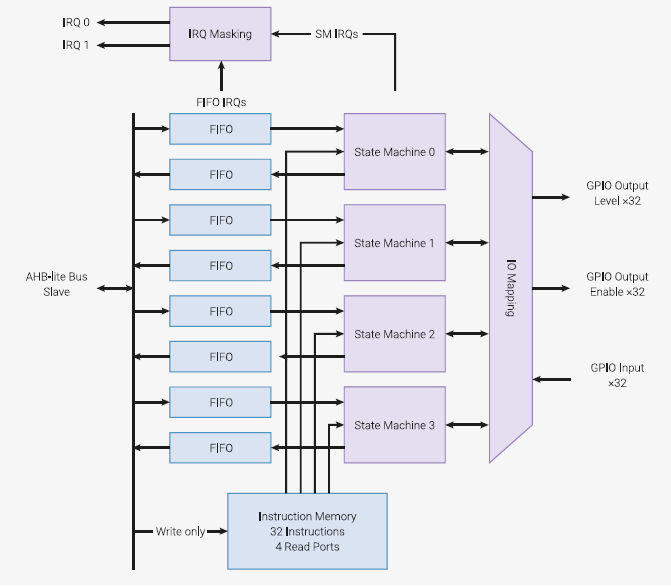 IRQ 0
IRQ 1
IRQ Masking
SM IRQs
FIFO IRQs
FIFO
FIFO
State Machine 0
FIFO
FIFO
State Machine 1
FIFO
FIFO
State Machine 2
FIFO
FIFO
State Machine 3
AHB-lite Bus
Slave
IO Mapping
GPIO Output
Level ×32
GPIO Output
Enable ×32
GPIO Input
×32
Write only
Instruction Memory
32 Instructions
4 Read Ports